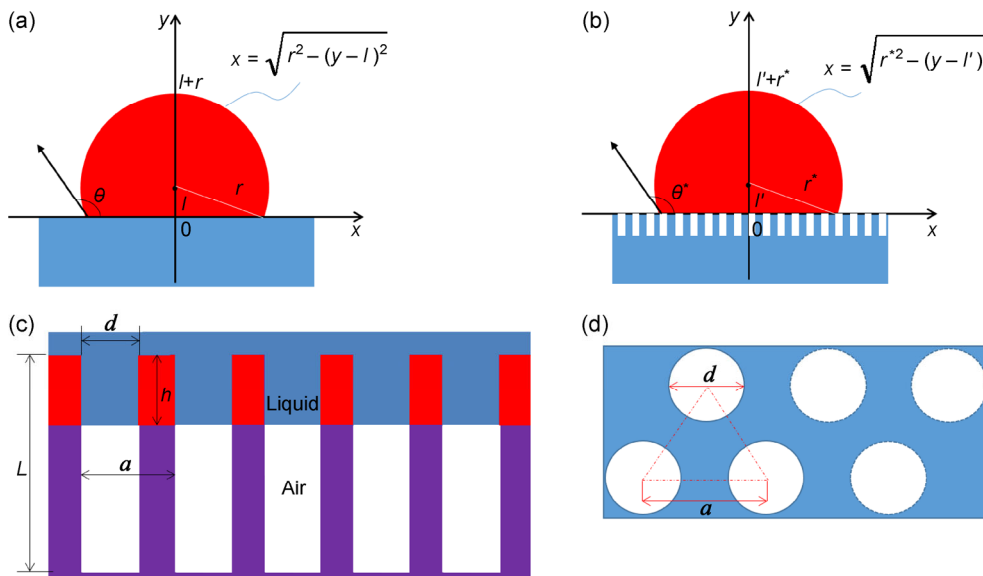 (a)
y
x = √r² – (y – l )²
l+r
θ
r
l
0
x
(b)
y
x = √r*² – (y – l′)
l′+r*
θ*
r*
l′
0
x
(c)
d
h
Liquid
L
a
Air
(d)
d
a